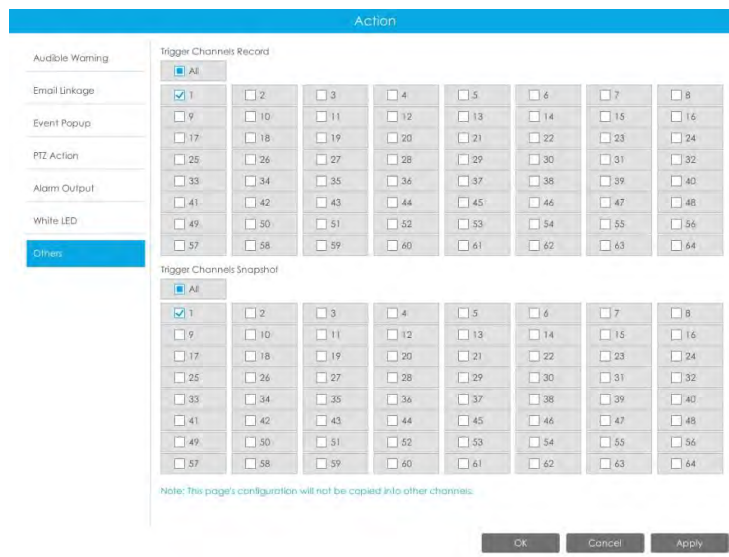 Action
Audible Warning
Email Linkage
Event Popup
PTZ Action
Alarm Output
White LED
Others
Trigger Channels Record
All
1 2 3 4 5 6 7 8
9 10 11 12 13 14 15 16
17 18 19 20 21 22 23 24
25 26 27 28 29 30 31 32
33 34 35 36 37 38 39 40
41 42 43 44 45 46 47 48
49 50 51 52 53 54 55 56
57 58 59 60 61 62 63 64
Trigger Channels Snapshot
All
1 2 3 4 5 6 7 8
9 10 11 12 13 14 15 16
17 18 19 20 21 22 23 24
25 26 27 28 29 30 31 32
33 34 35 36 37 38 39 40
41 42 43 44 45 46 47 48
49 50 51 52 53 54 55 56
57 58 59 60 61 62 63 64
Note: This page's configuration will not be copied into other channels.
OK Cancel Apply